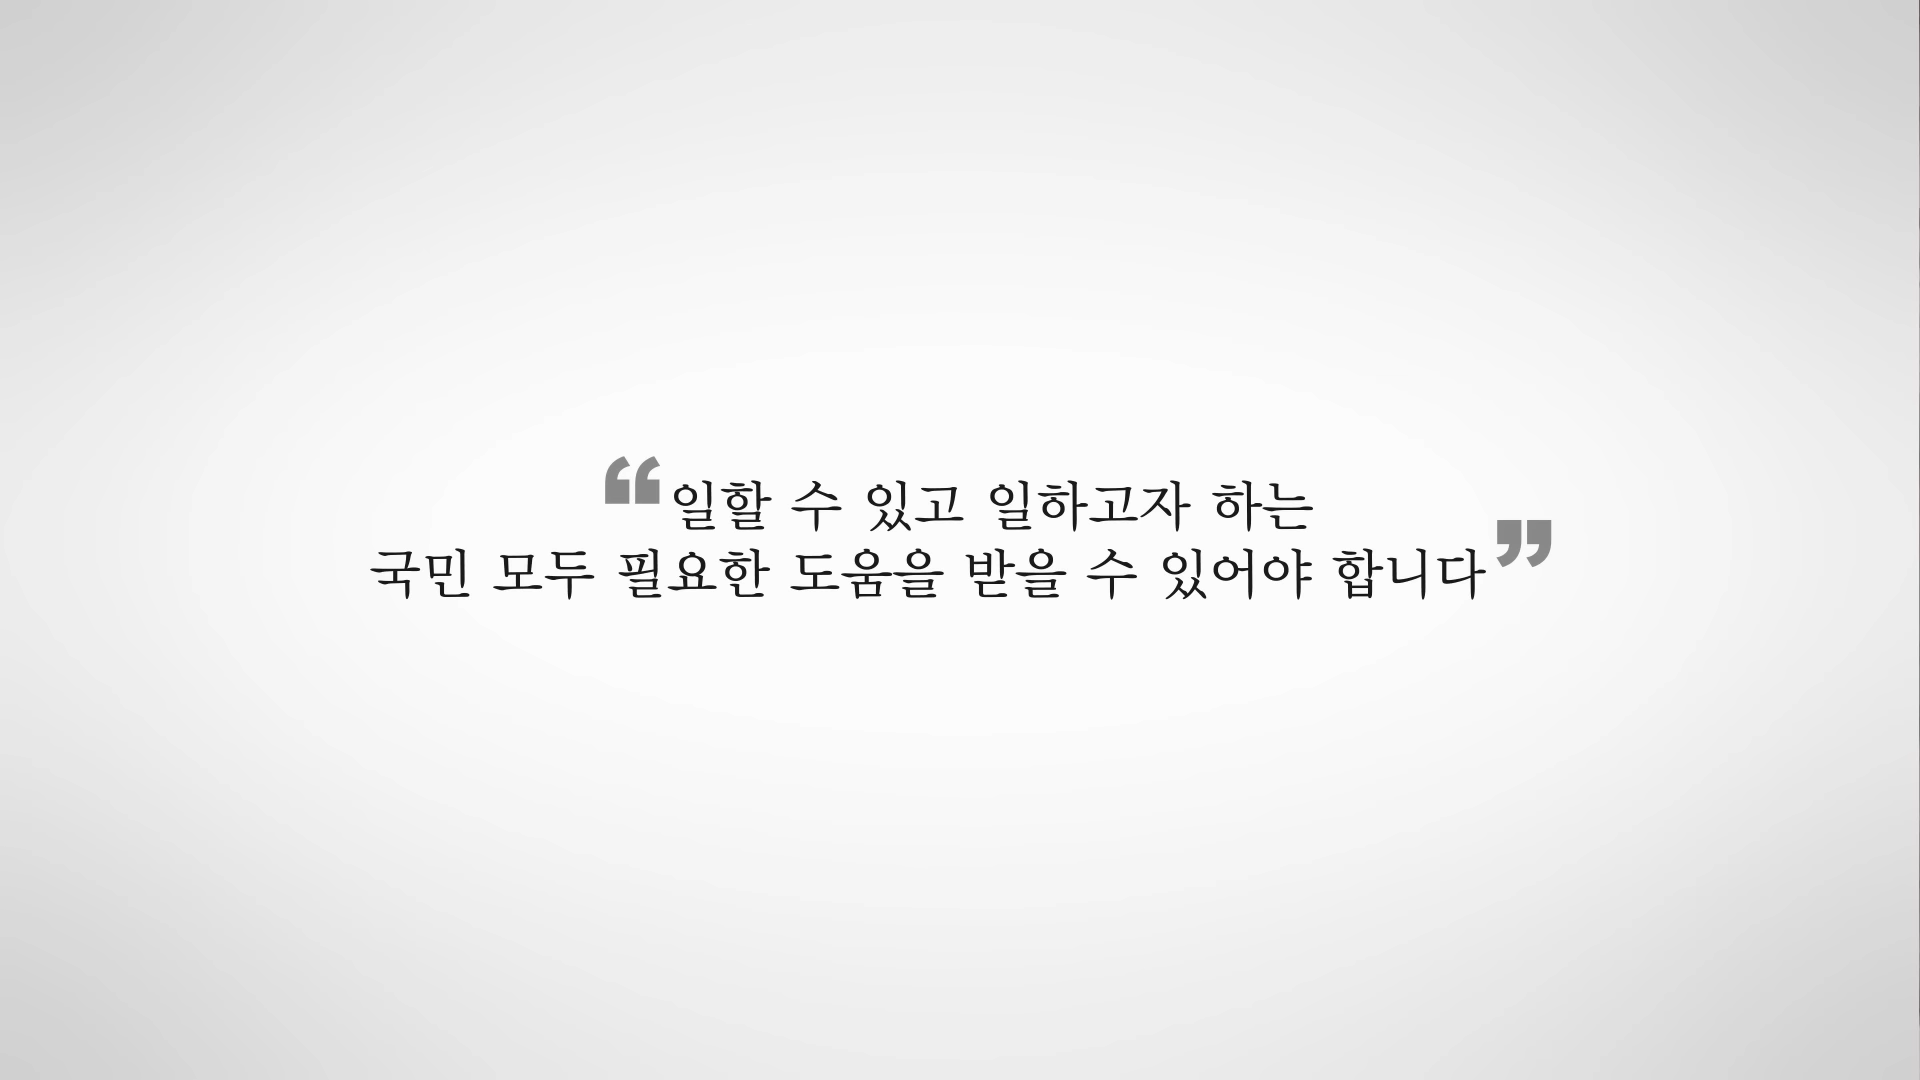 “일할 수 있고 일하고자 하는
국민 모두 필요한 도움을 받을 수 있어야 합니다”